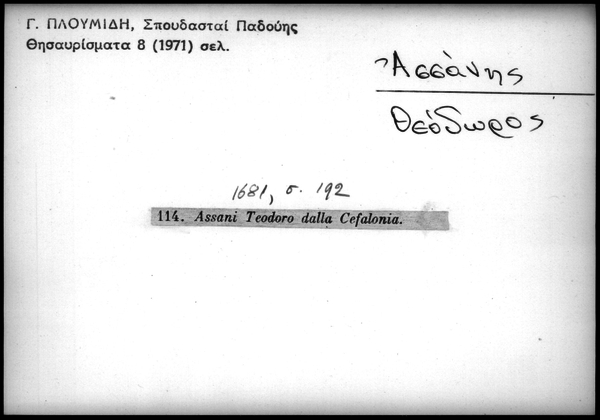 Γ. ΠΛΟΥΜΙΔΗ, Σπουδασταί Παδούης
Θησαυρίσματα 8 (1971) σελ.
Ἀσσάνης
Θεόδωρος
1681, σ. 192
114. Assani Teodoro dalla Cefalonia.